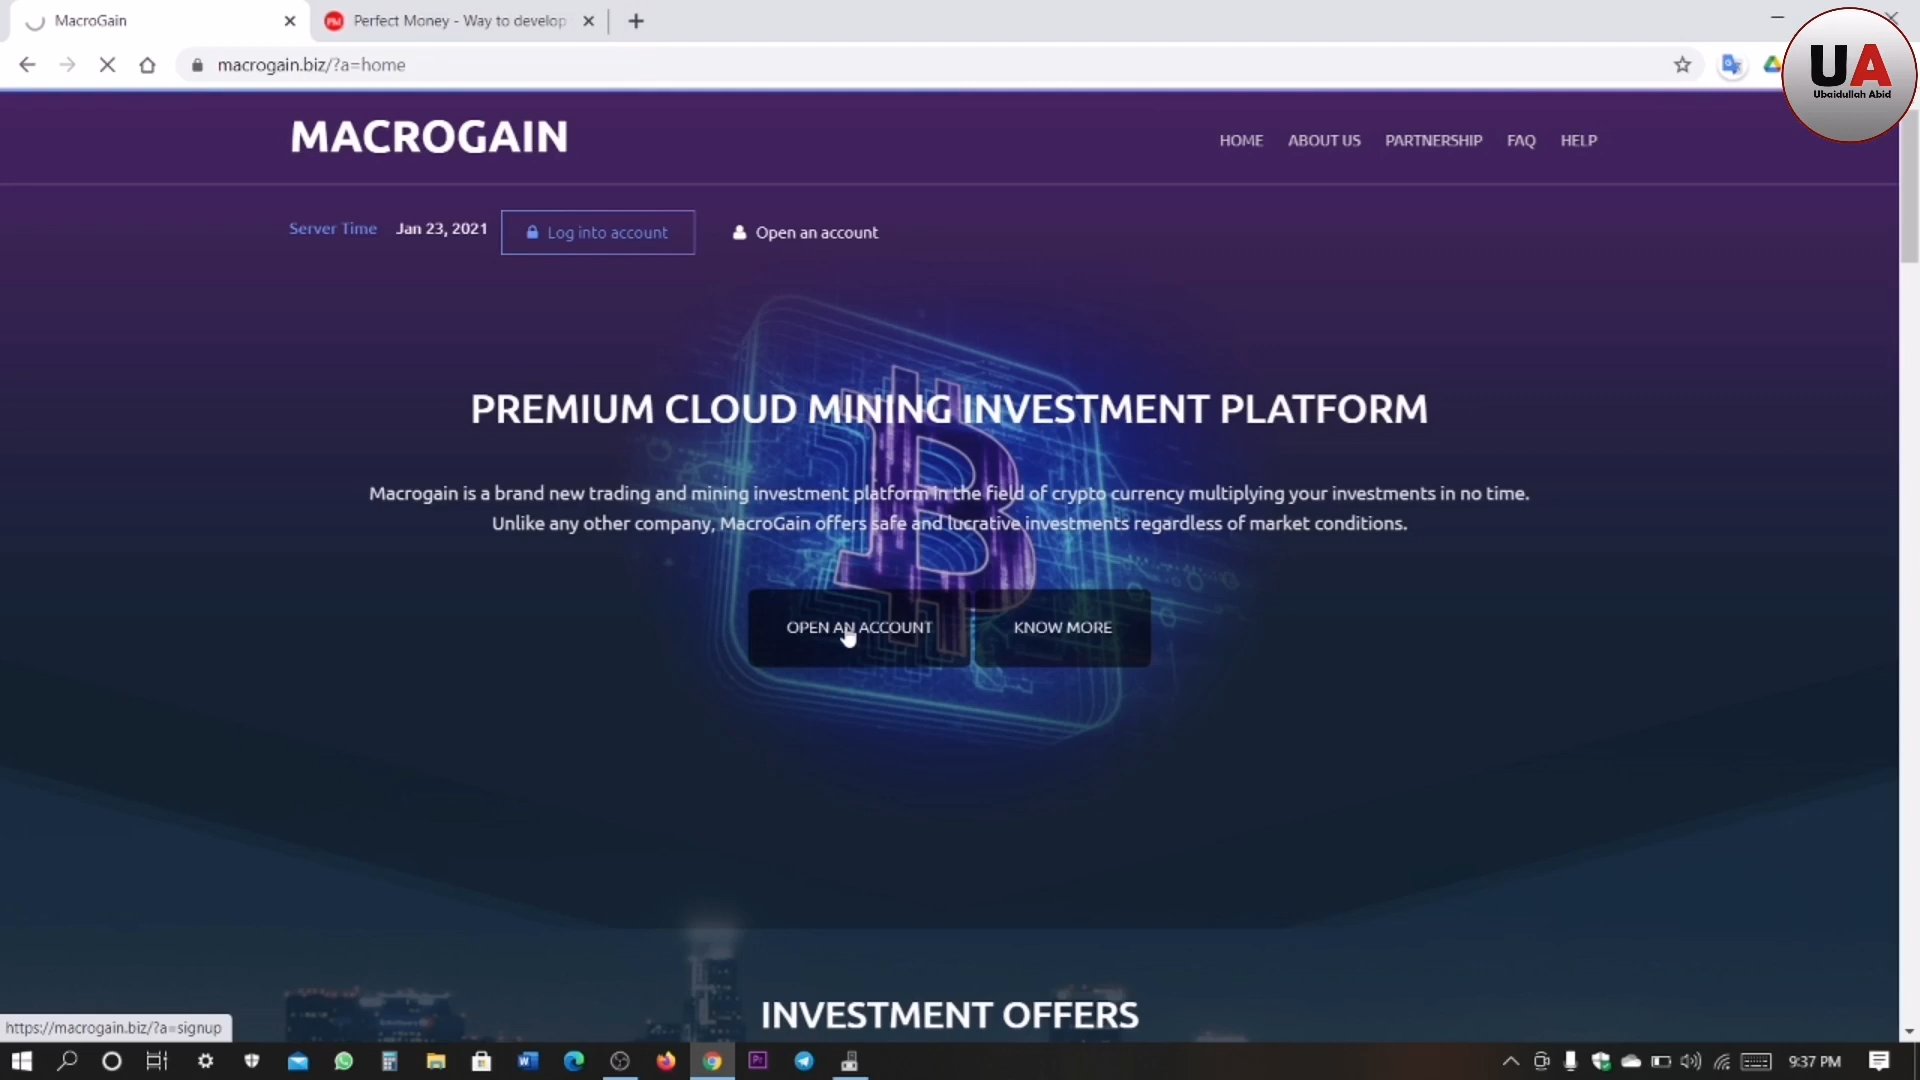 MacroGain
PM
Perfect Money - Way to develop
macrogain.biz/?a=home
UA
Ubaidullah Abid
MACROGAIN
HOME ABOUT US PARTNERSHIP FAQ HELP
Server Time Jan 23, 2021 Log into account Open an account
PREMIUM CLOUD MINING INVESTMENT PLATFORM
Macrogain is a brand new trading and mining investment platform in the field of crypto currency multiplying your investments in no time.
Unlike any other company, MacroGain offers safe and lucrative investments regardless of market conditions.
OPEN AN ACCOUNT KNOW MORE
INVESTMENT OFFERS
https://macrogain.biz/?a=signup
Pr
9:37 PM